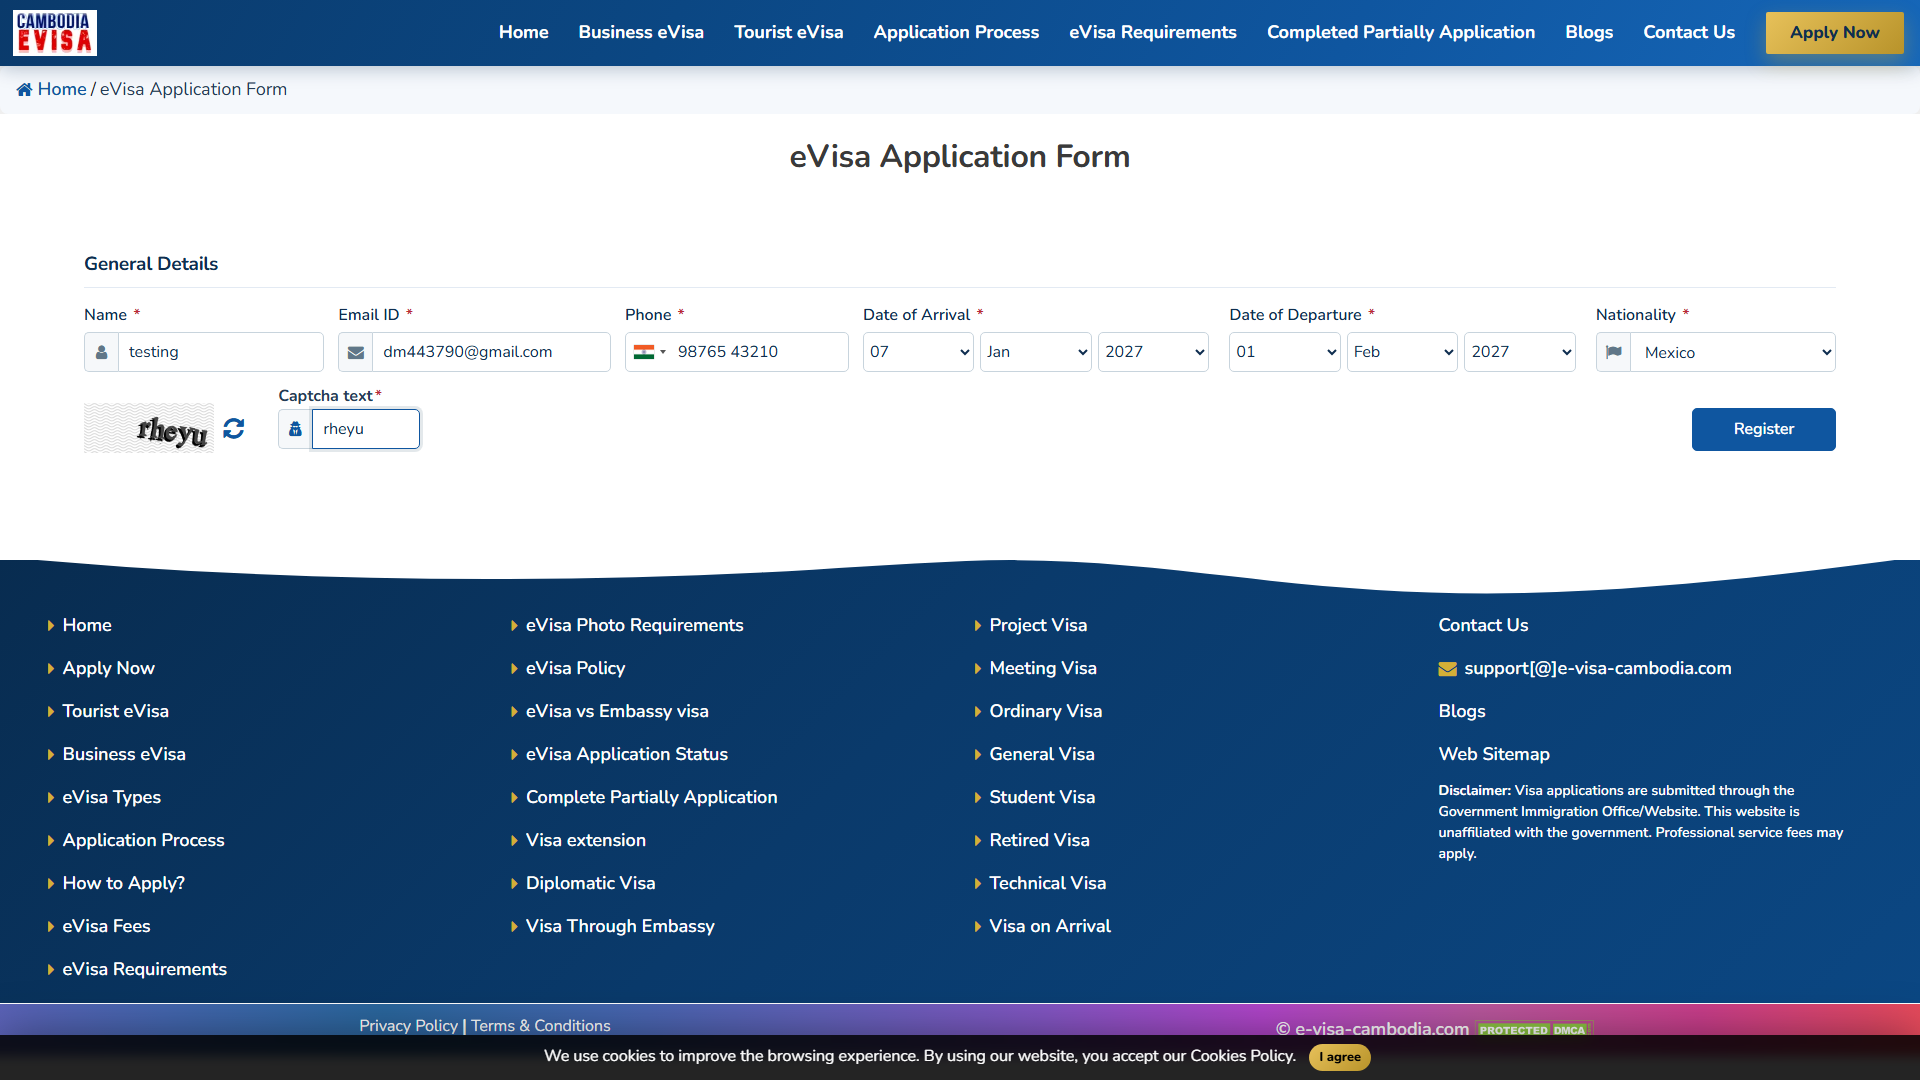 CAMBODIA
EVISA
Home
Business eVisa
Tourist eVisa
Application Process
eVisa Requirements
Completed Partially Application
Blogs
Contact Us
Apply Now
Home / eVisa Application Form
eVisa Application Form
General Details
Name *
Email ID *
Phone *
Date of Arrival *
Date of Departure *
Nationality *
testing
dm443790@gmail.com
98765 43210
07
Jan
2027
01
Feb
2027
Mexico
rheyu
Captcha text*
rheyu
Register
Home
Apply Now
Tourist eVisa
Business eVisa
eVisa Types
Application Process
How to Apply?
eVisa Fees
eVisa Requirements
eVisa Photo Requirements
eVisa Policy
eVisa vs Embassy visa
eVisa Application Status
Complete Partially Application
Visa extension
Diplomatic Visa
Visa Through Embassy
Project Visa
Meeting Visa
Ordinary Visa
General Visa
Student Visa
Retired Visa
Technical Visa
Visa on Arrival
Contact Us
support[@]e-visa-cambodia.com
Blogs
Web Sitemap
Disclaimer: Visa applications are submitted through the
Government Immigration Office/Website. This website is
unaffiliated with the government. Professional service fees may
apply.
Privacy Policy | Terms & Conditions
© e-visa-cambodia.com
PROTECTED DMCA
We use cookies to improve the browsing experience. By using our website, you accept our Cookies Policy.
I agree